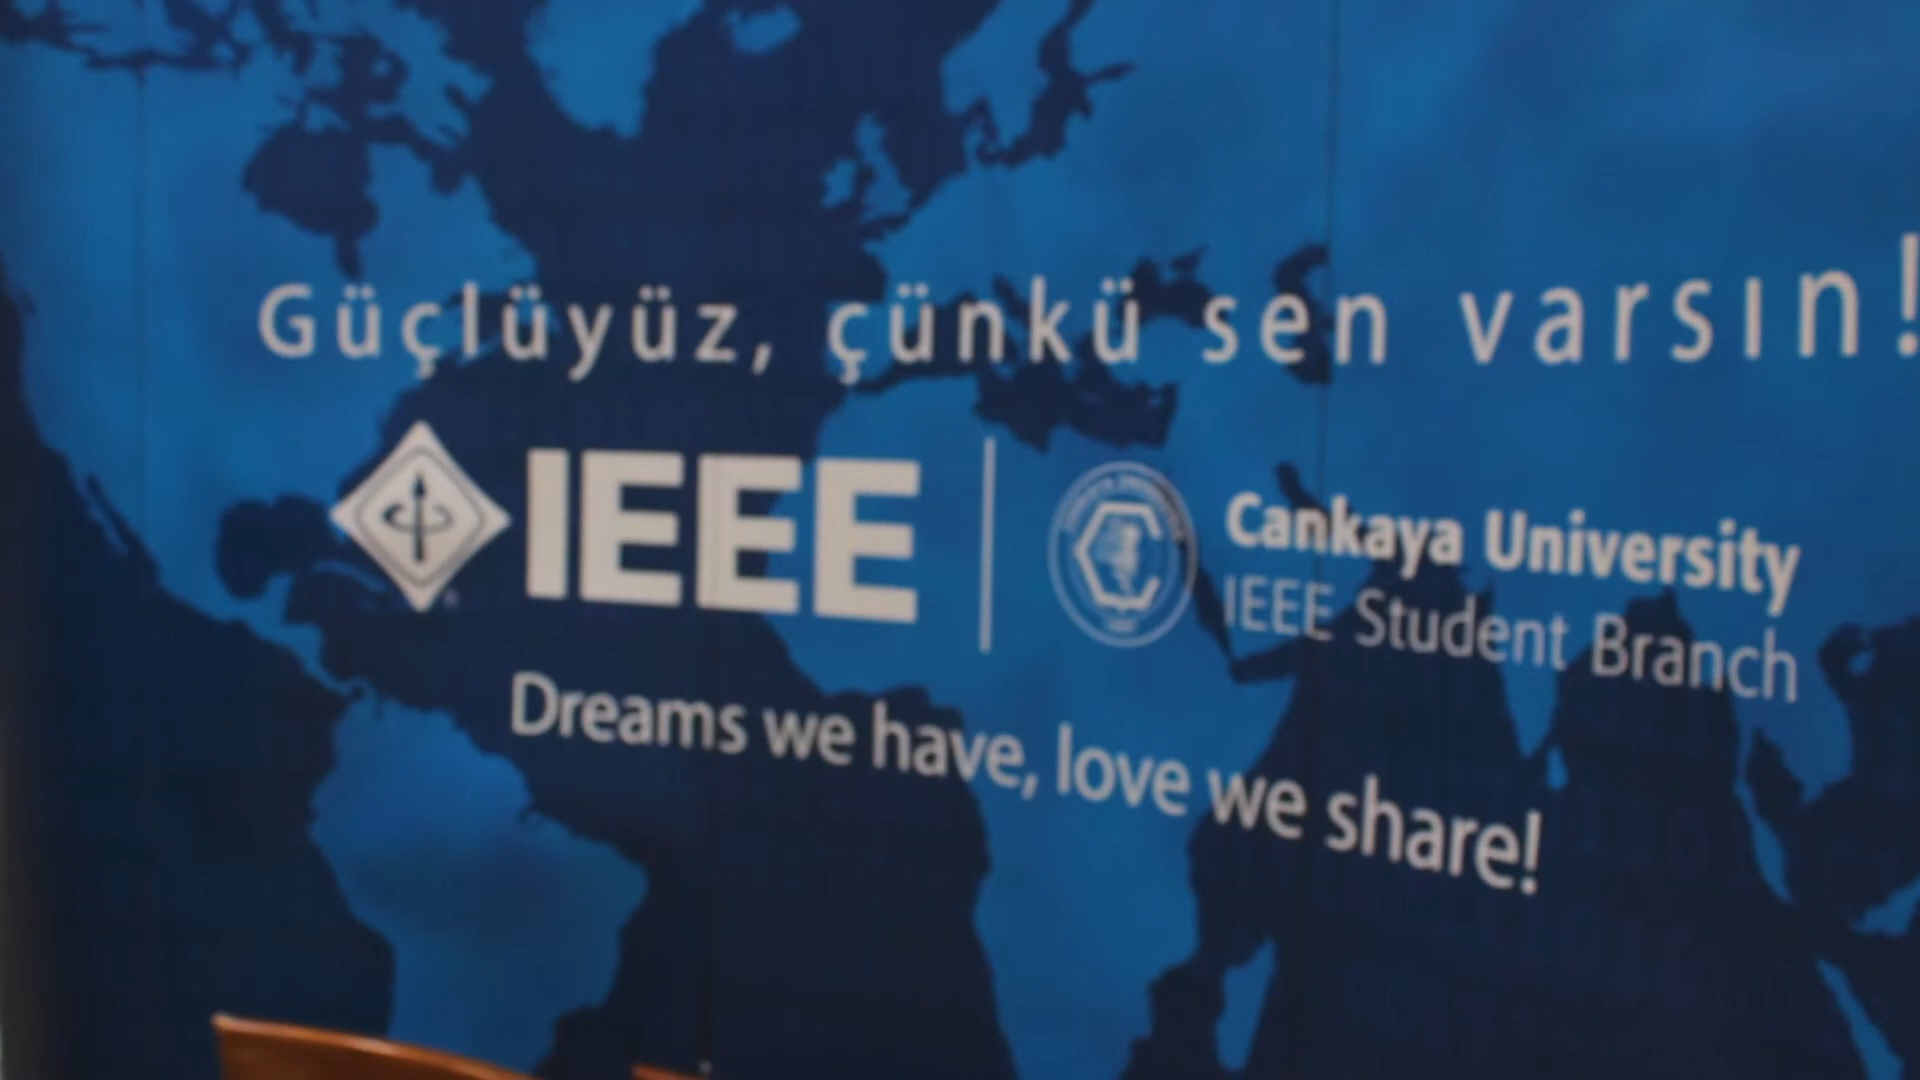 Güçlüyüz, çünkü sen varsın!
IEEE
Cankaya University
IEEE Student Branch
Dreams we have, love we share!